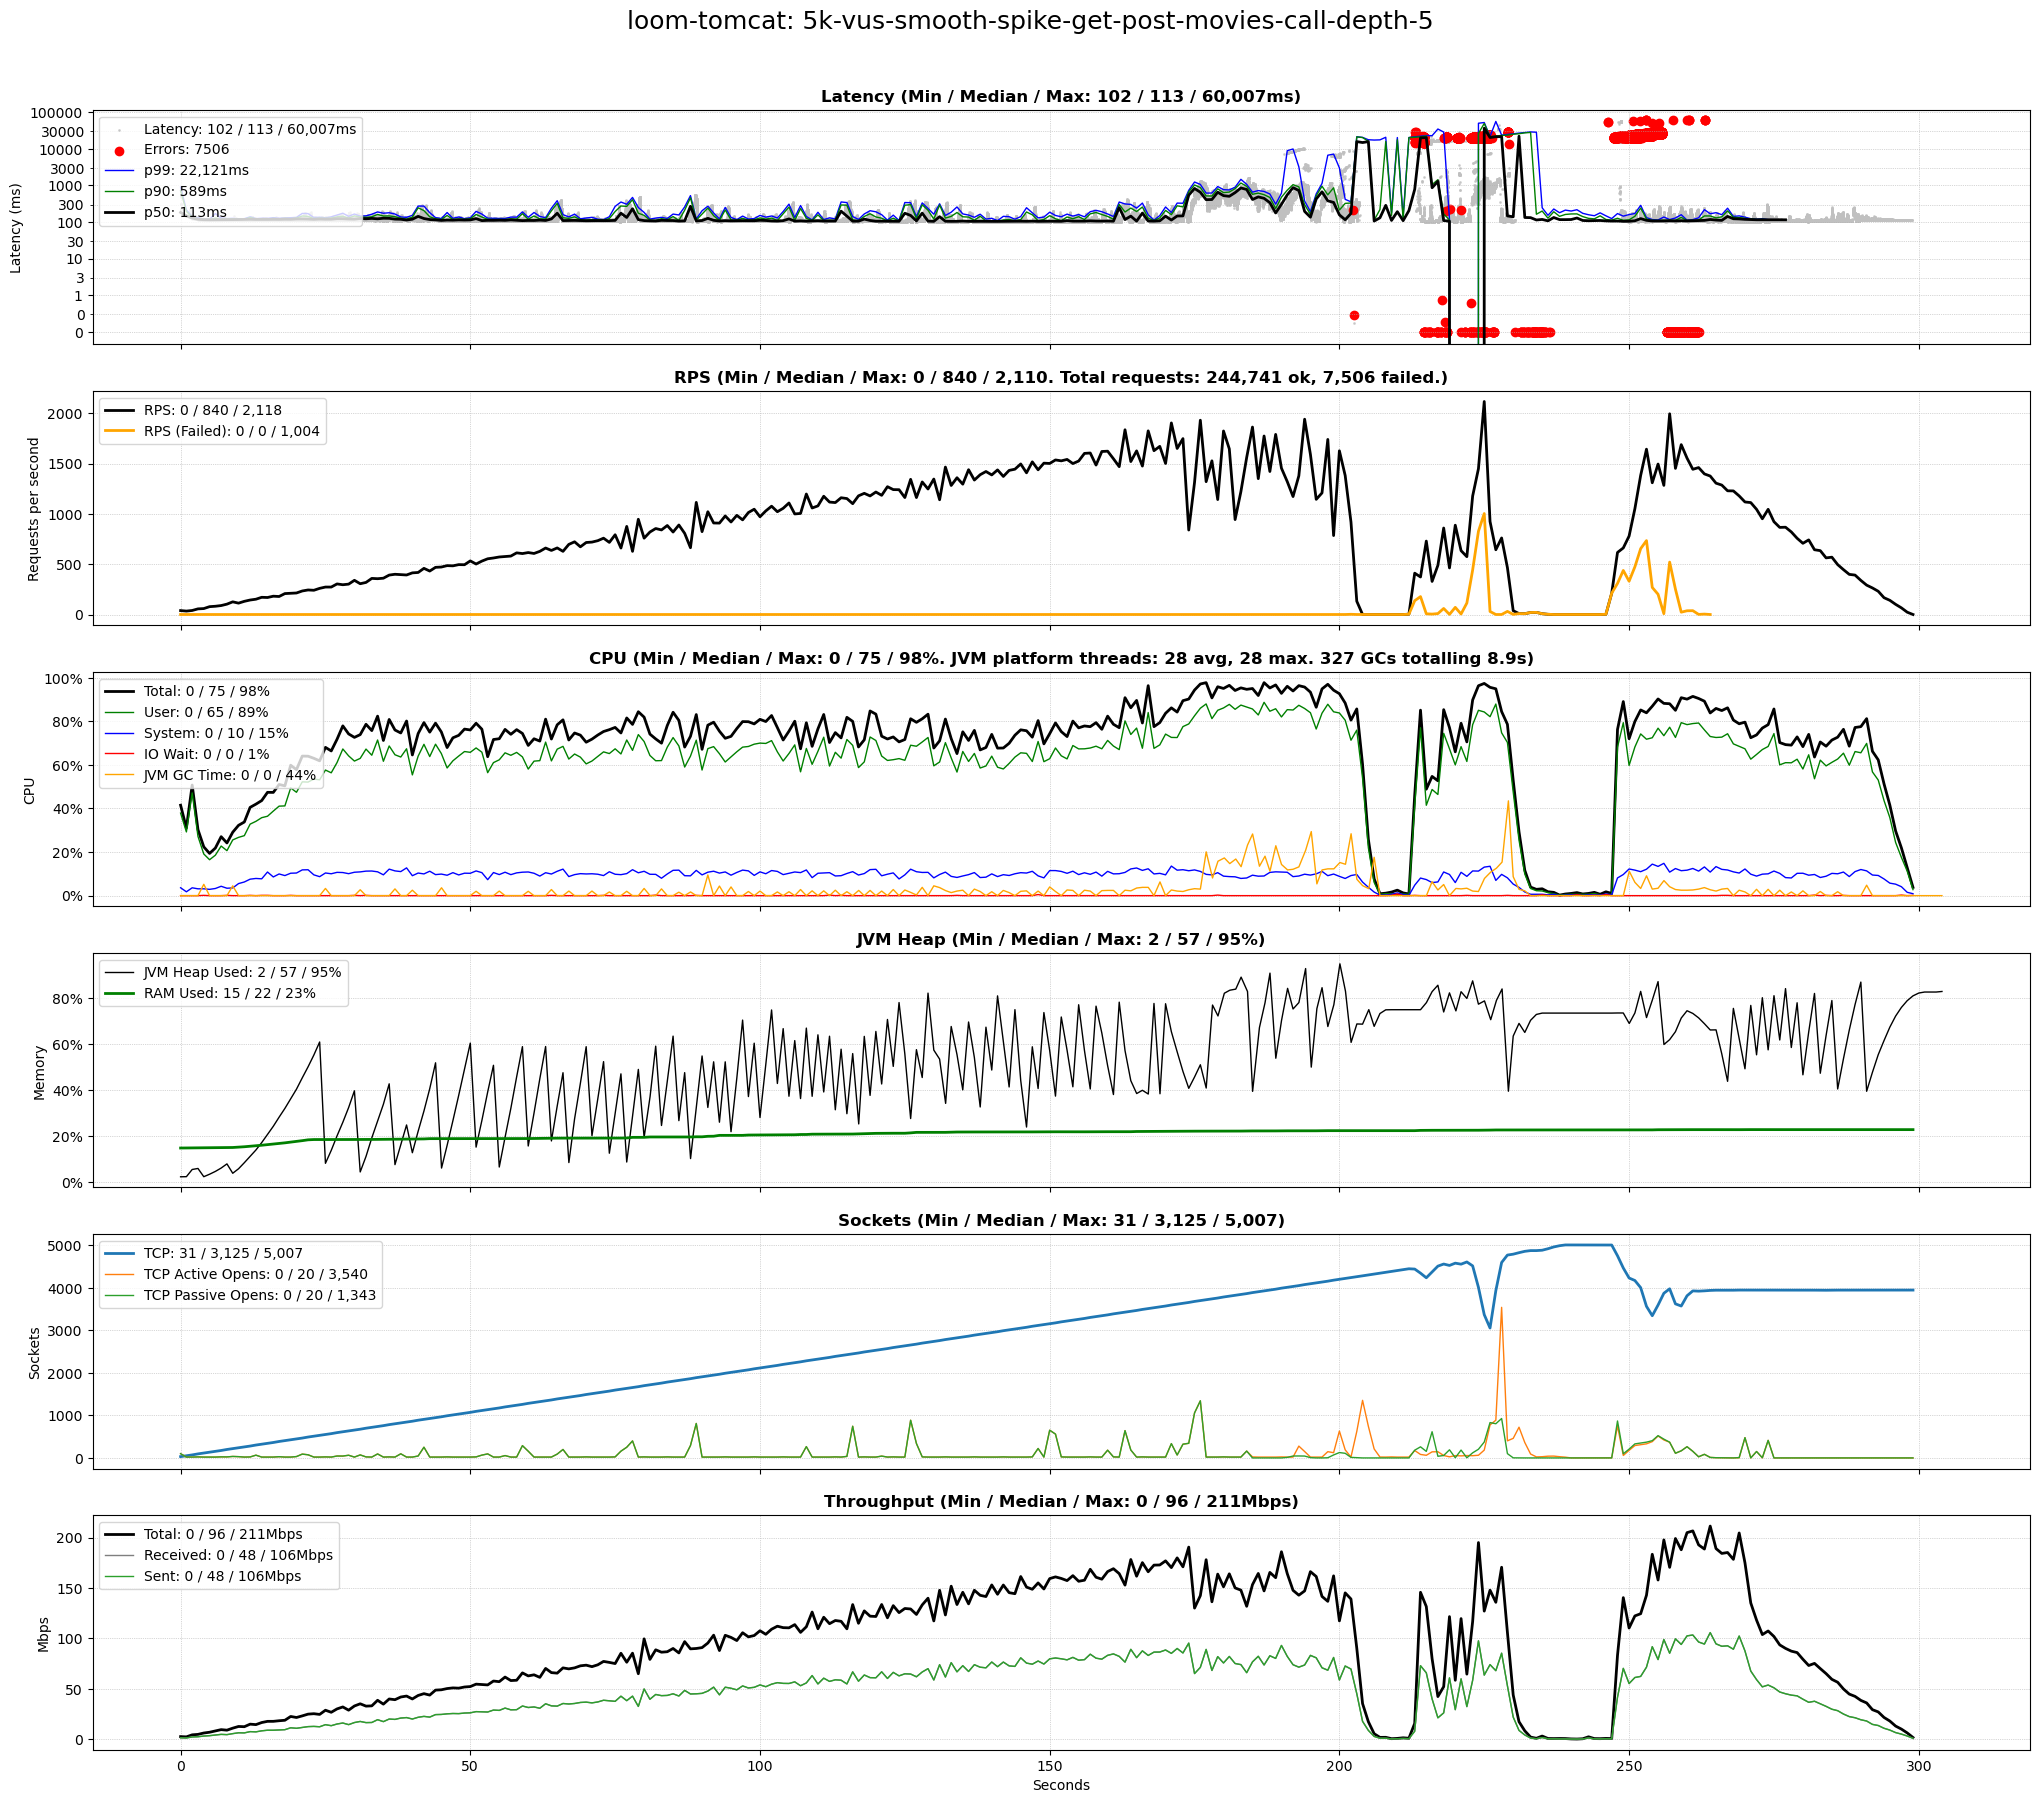 loom-tomcat: 5k-vus-smooth-spike-get-post-movies-call-depth-5
Latency (Min / Median / Max: 102 / 113 / 60,007ms)
Latency (ms)
100000
30000
10000
3000
1000
300
100
30
10
3
1
0
0
Latency: 102 / 113 / 60,007ms
Errors: 7506
p99: 22,121ms
p90: 589ms
p50: 113ms
RPS (Min / Median / Max: 0 / 840 / 2,110. Total requests: 244,741 ok, 7,506 failed.)
Requests per second
2000
1500
1000
500
0
RPS: 0 / 840 / 2,118
RPS (Failed): 0 / 0 / 1,004
CPU (Min / Median / Max: 0 / 75 / 98%. JVM platform threads: 28 avg, 28 max. 327 GCs totalling 8.9s)
CPU
100%
80%
60%
40%
20%
0%
Total: 0 / 75 / 98%
User: 0 / 65 / 89%
System: 0 / 10 / 15%
IO Wait: 0 / 0 / 1%
JVM GC Time: 0 / 0 / 44%
JVM Heap (Min / Median / Max: 2 / 57 / 95%)
Memory
80%
60%
40%
20%
0%
JVM Heap Used: 2 / 57 / 95%
RAM Used: 15 / 22 / 23%
Sockets (Min / Median / Max: 31 / 3,125 / 5,007)
Sockets
5000
4000
3000
2000
1000
0
TCP: 31 / 3,125 / 5,007
TCP Active Opens: 0 / 20 / 3,540
TCP Passive Opens: 0 / 20 / 1,343
Throughput (Min / Median / Max: 0 / 96 / 211Mbps)
Mbps
200
150
100
50
0
Total: 0 / 96 / 211Mbps
Received: 0 / 48 / 106Mbps
Sent: 0 / 48 / 106Mbps
0 50 100 150 200 250 300
Seconds